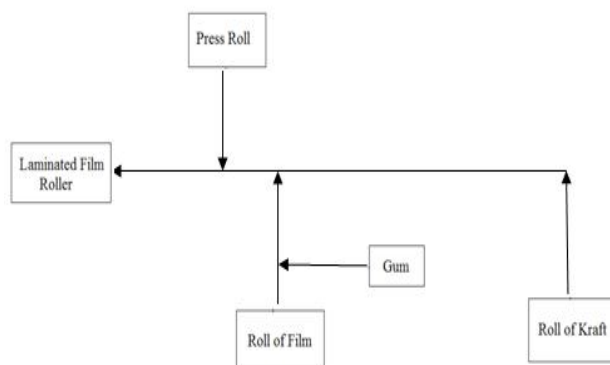 Press Roll
Laminated Film
Roller
Gum
Roll of Film
Roll of Kraft